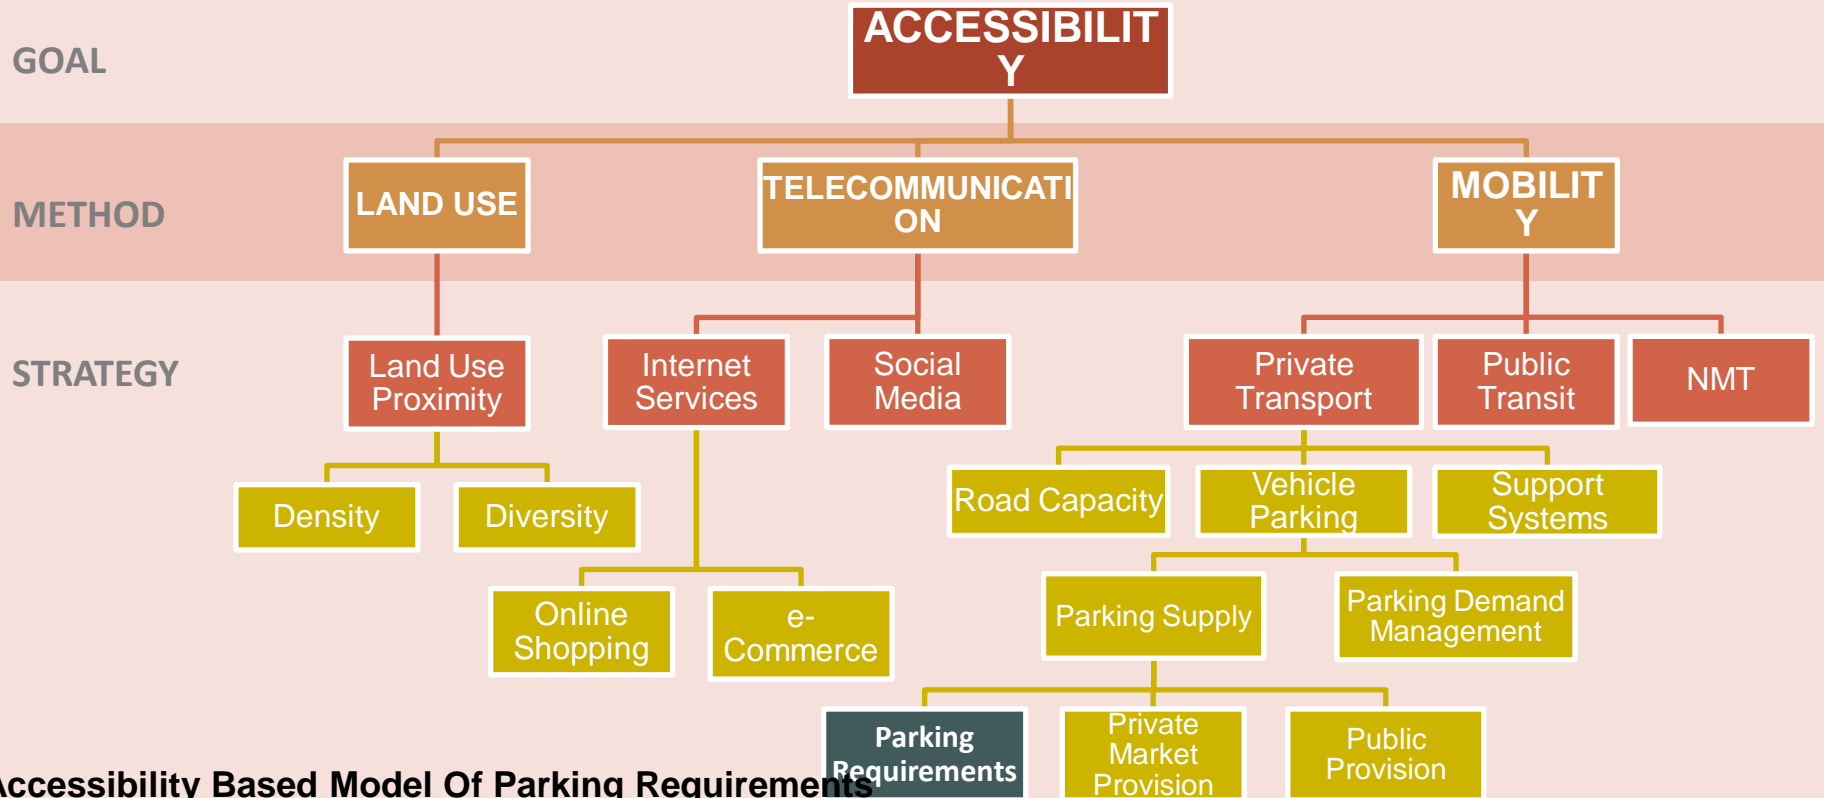 GOAL
ACCESSIBILIT
Y
METHOD
LAND USE
TELECOMMUNICATI
ON
MOBILIT
Y
STRATEGY
Land Use
Proximity
Internet
Services
Social
Media
Private
Transport
Public
Transit
NMT
Density
Diversity
Road Capacity
Vehicle
Parking
Support
Systems
Online
Shopping
e-
Commerce
Parking Supply
Parking Demand
Management
Parking
Requirements
Private
Market
Provision
Public
Provision
Accessibility Based Model Of Parking Requirements